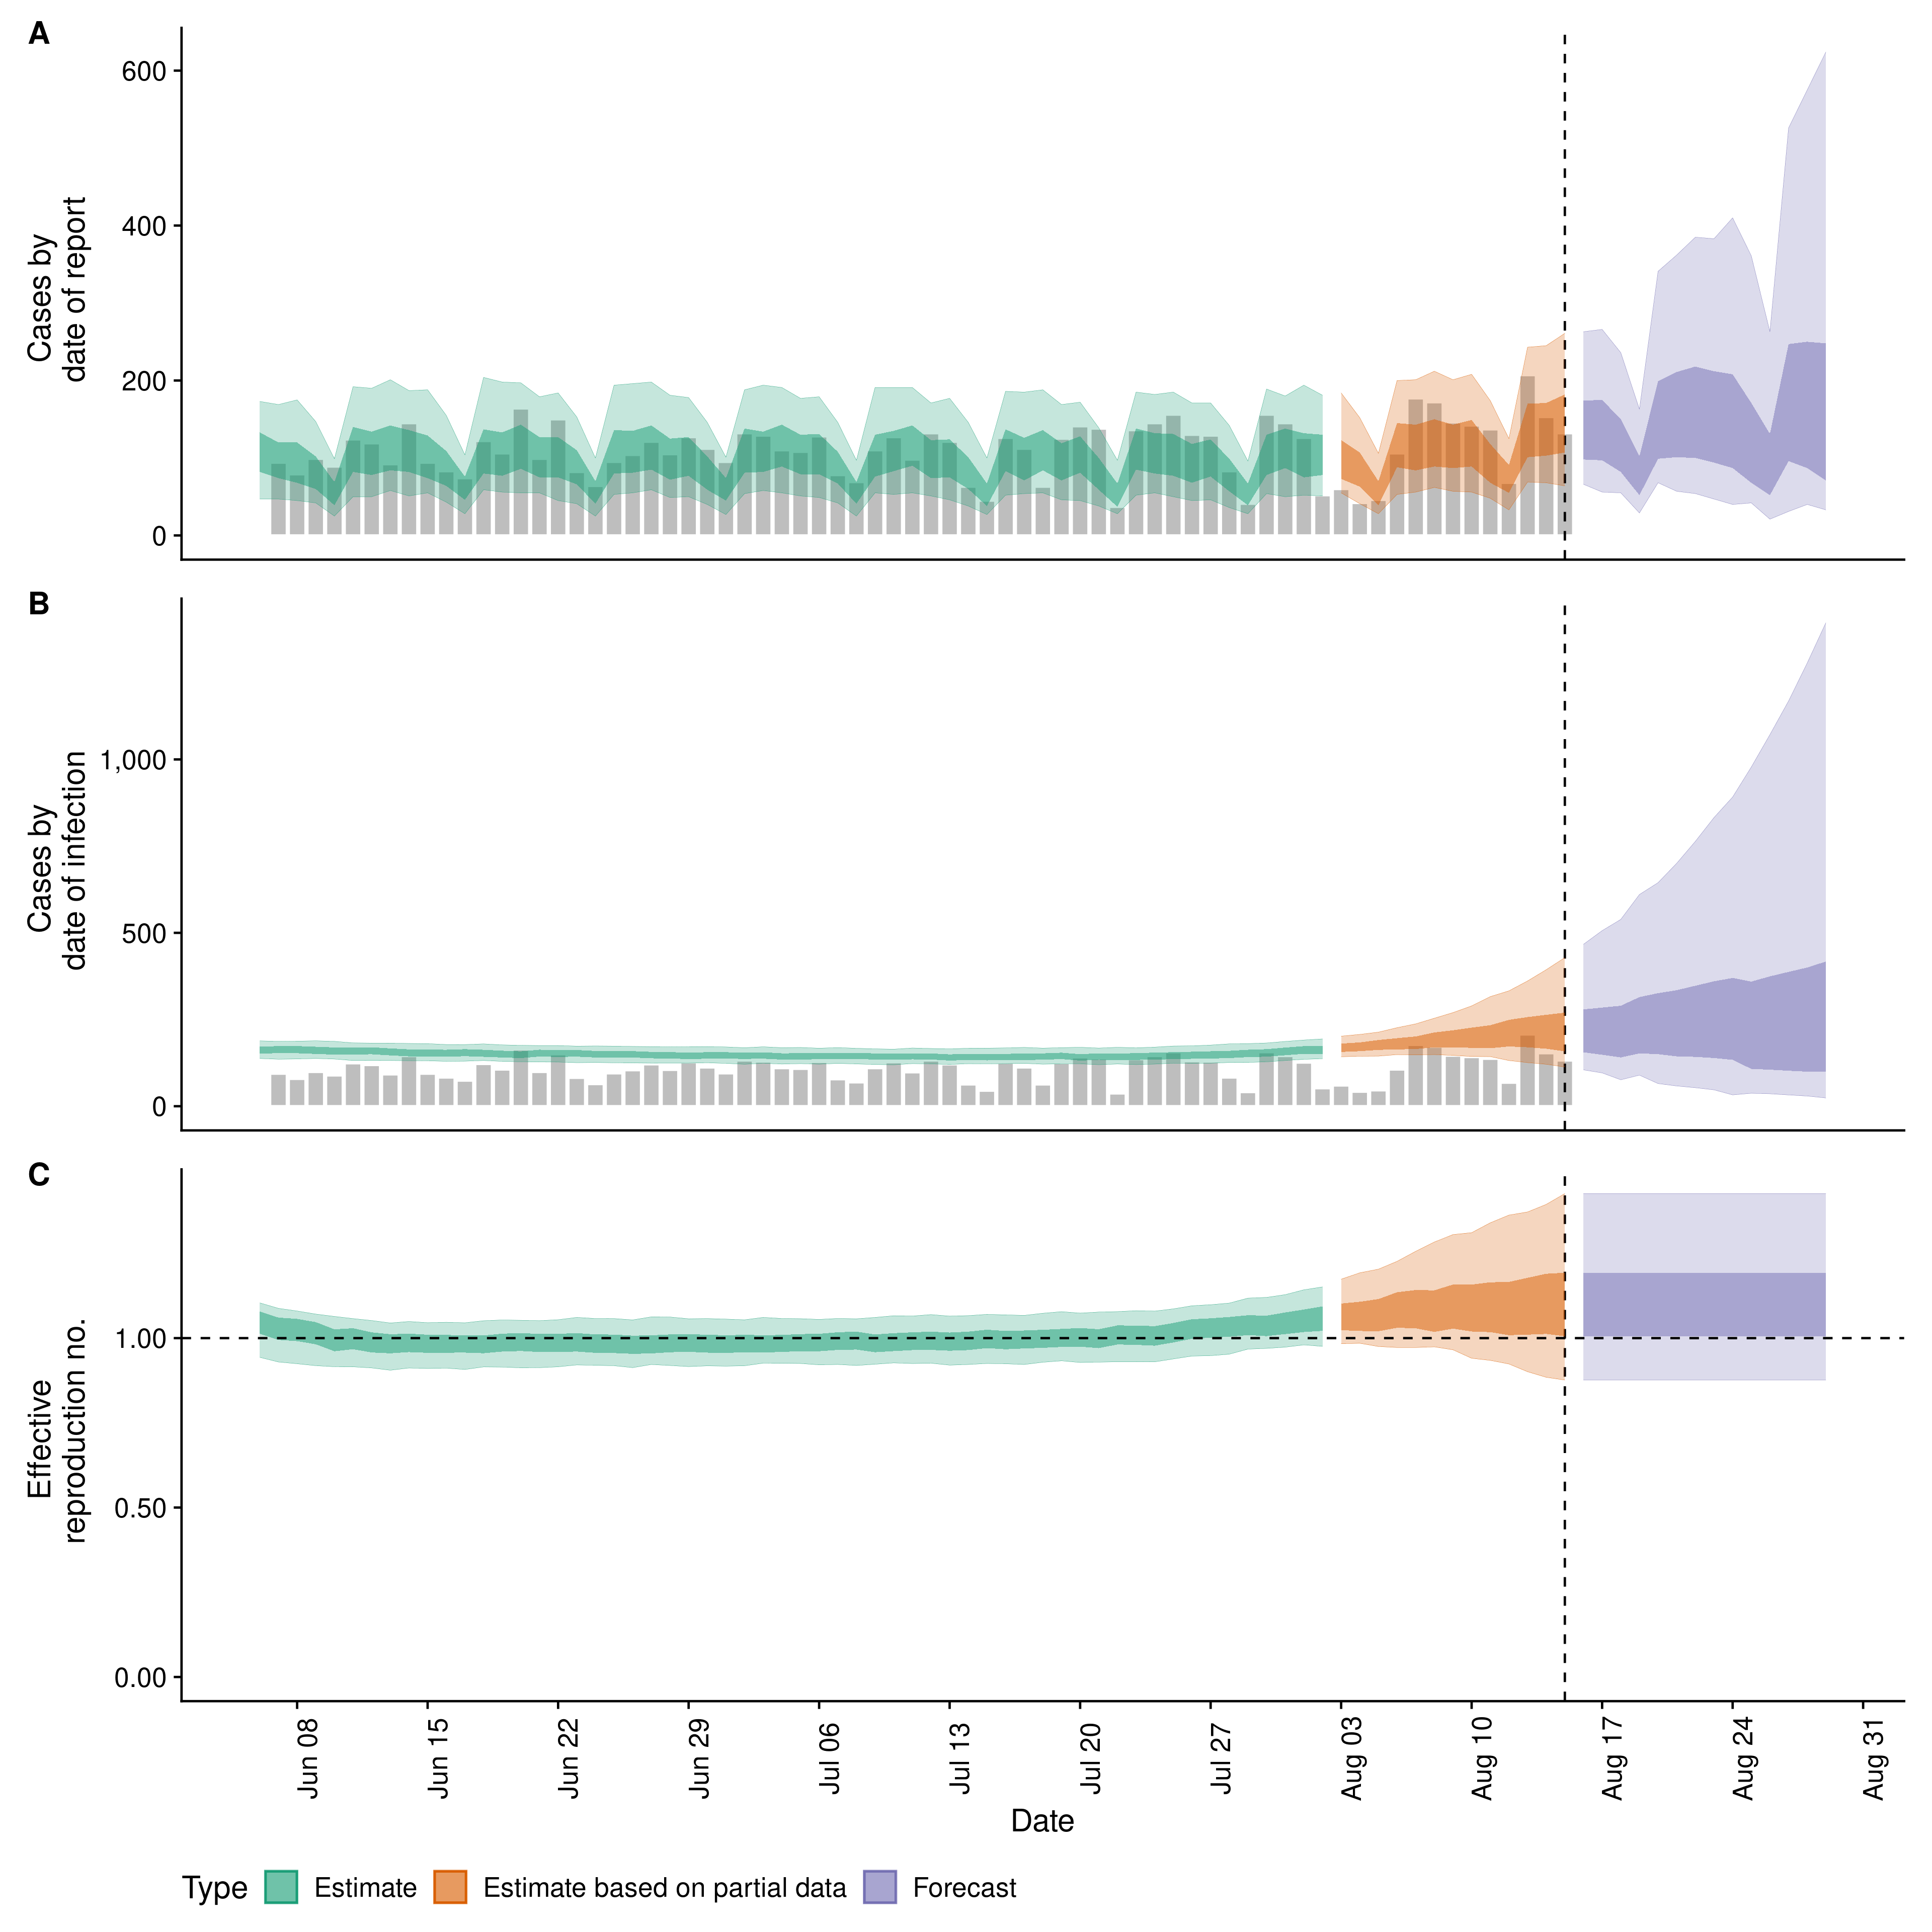 A
600
400
200
0
Cases by
date of report
B
1,000
500
0
Cases by
date of infection
C
1.00
0.50
0.00
Effective
reproduction no.
Jun 08
Jun 15
Jun 22
Jun 29
Jul 06
Jul 13
Jul 20
Jul 27
Aug 03
Aug 10
Aug 17
Aug 24
Aug 31
Date
Type Estimate Estimate based on partial data Forecast